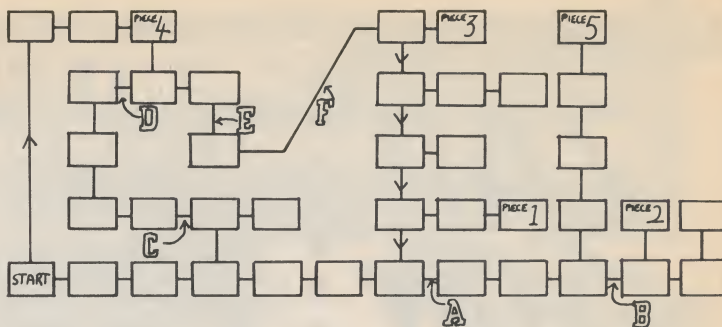 PIECE 4
PIECE 3
PIECE 5
D
E
F
PIECE 1
PIECE 2
C
START
A
B